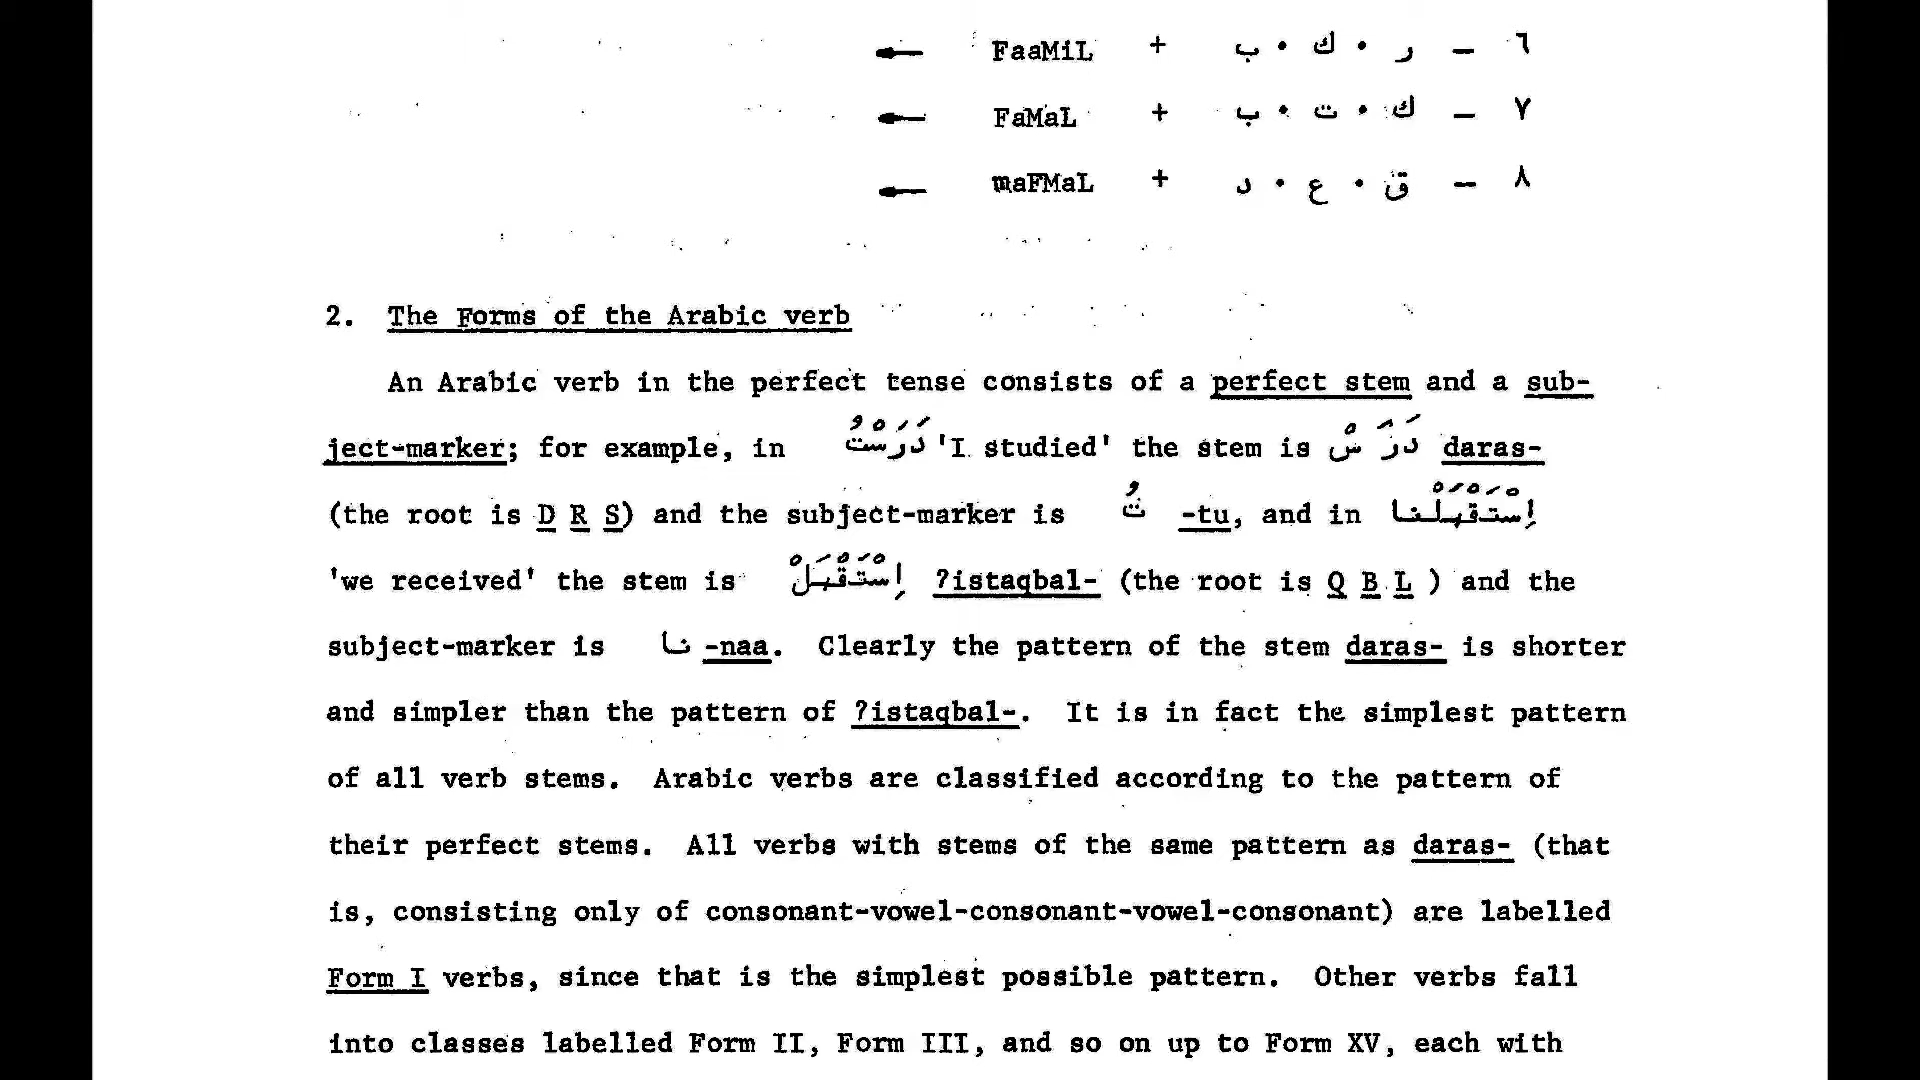 ٦ – ر · ك · ب + FaaMiL ←
٧ – ك · ت · ب + FaMaL ←
٨ – ق · ع · د + maFMaL ←
2. The Forms of the Arabic verb
An Arabic verb in the perfect tense consists of a perfect stem and a sub-
ject-marker; for example, in دَرَسْتُ 'I studied' the stem is دَرَسْ daras-
(the root is D R S) and the subject-marker is تُ -tu, and in إِسْتَقْبَلْنا
'we received' the stem is إِسْتَقْبَلْ ?istaqbal- (the root is Q B L ) and the
subject-marker is نا -naa. Clearly the pattern of the stem daras- is shorter
and simpler than the pattern of ?istaqbal-. It is in fact the simplest pattern
of all verb stems. Arabic verbs are classified according to the pattern of
their perfect stems. All verbs with stems of the same pattern as daras- (that
is, consisting only of consonant-vowel-consonant-vowel-consonant) are labelled
Form I verbs, since that is the simplest possible pattern. Other verbs fall
into classes labelled Form II, Form III, and so on up to Form XV, each with